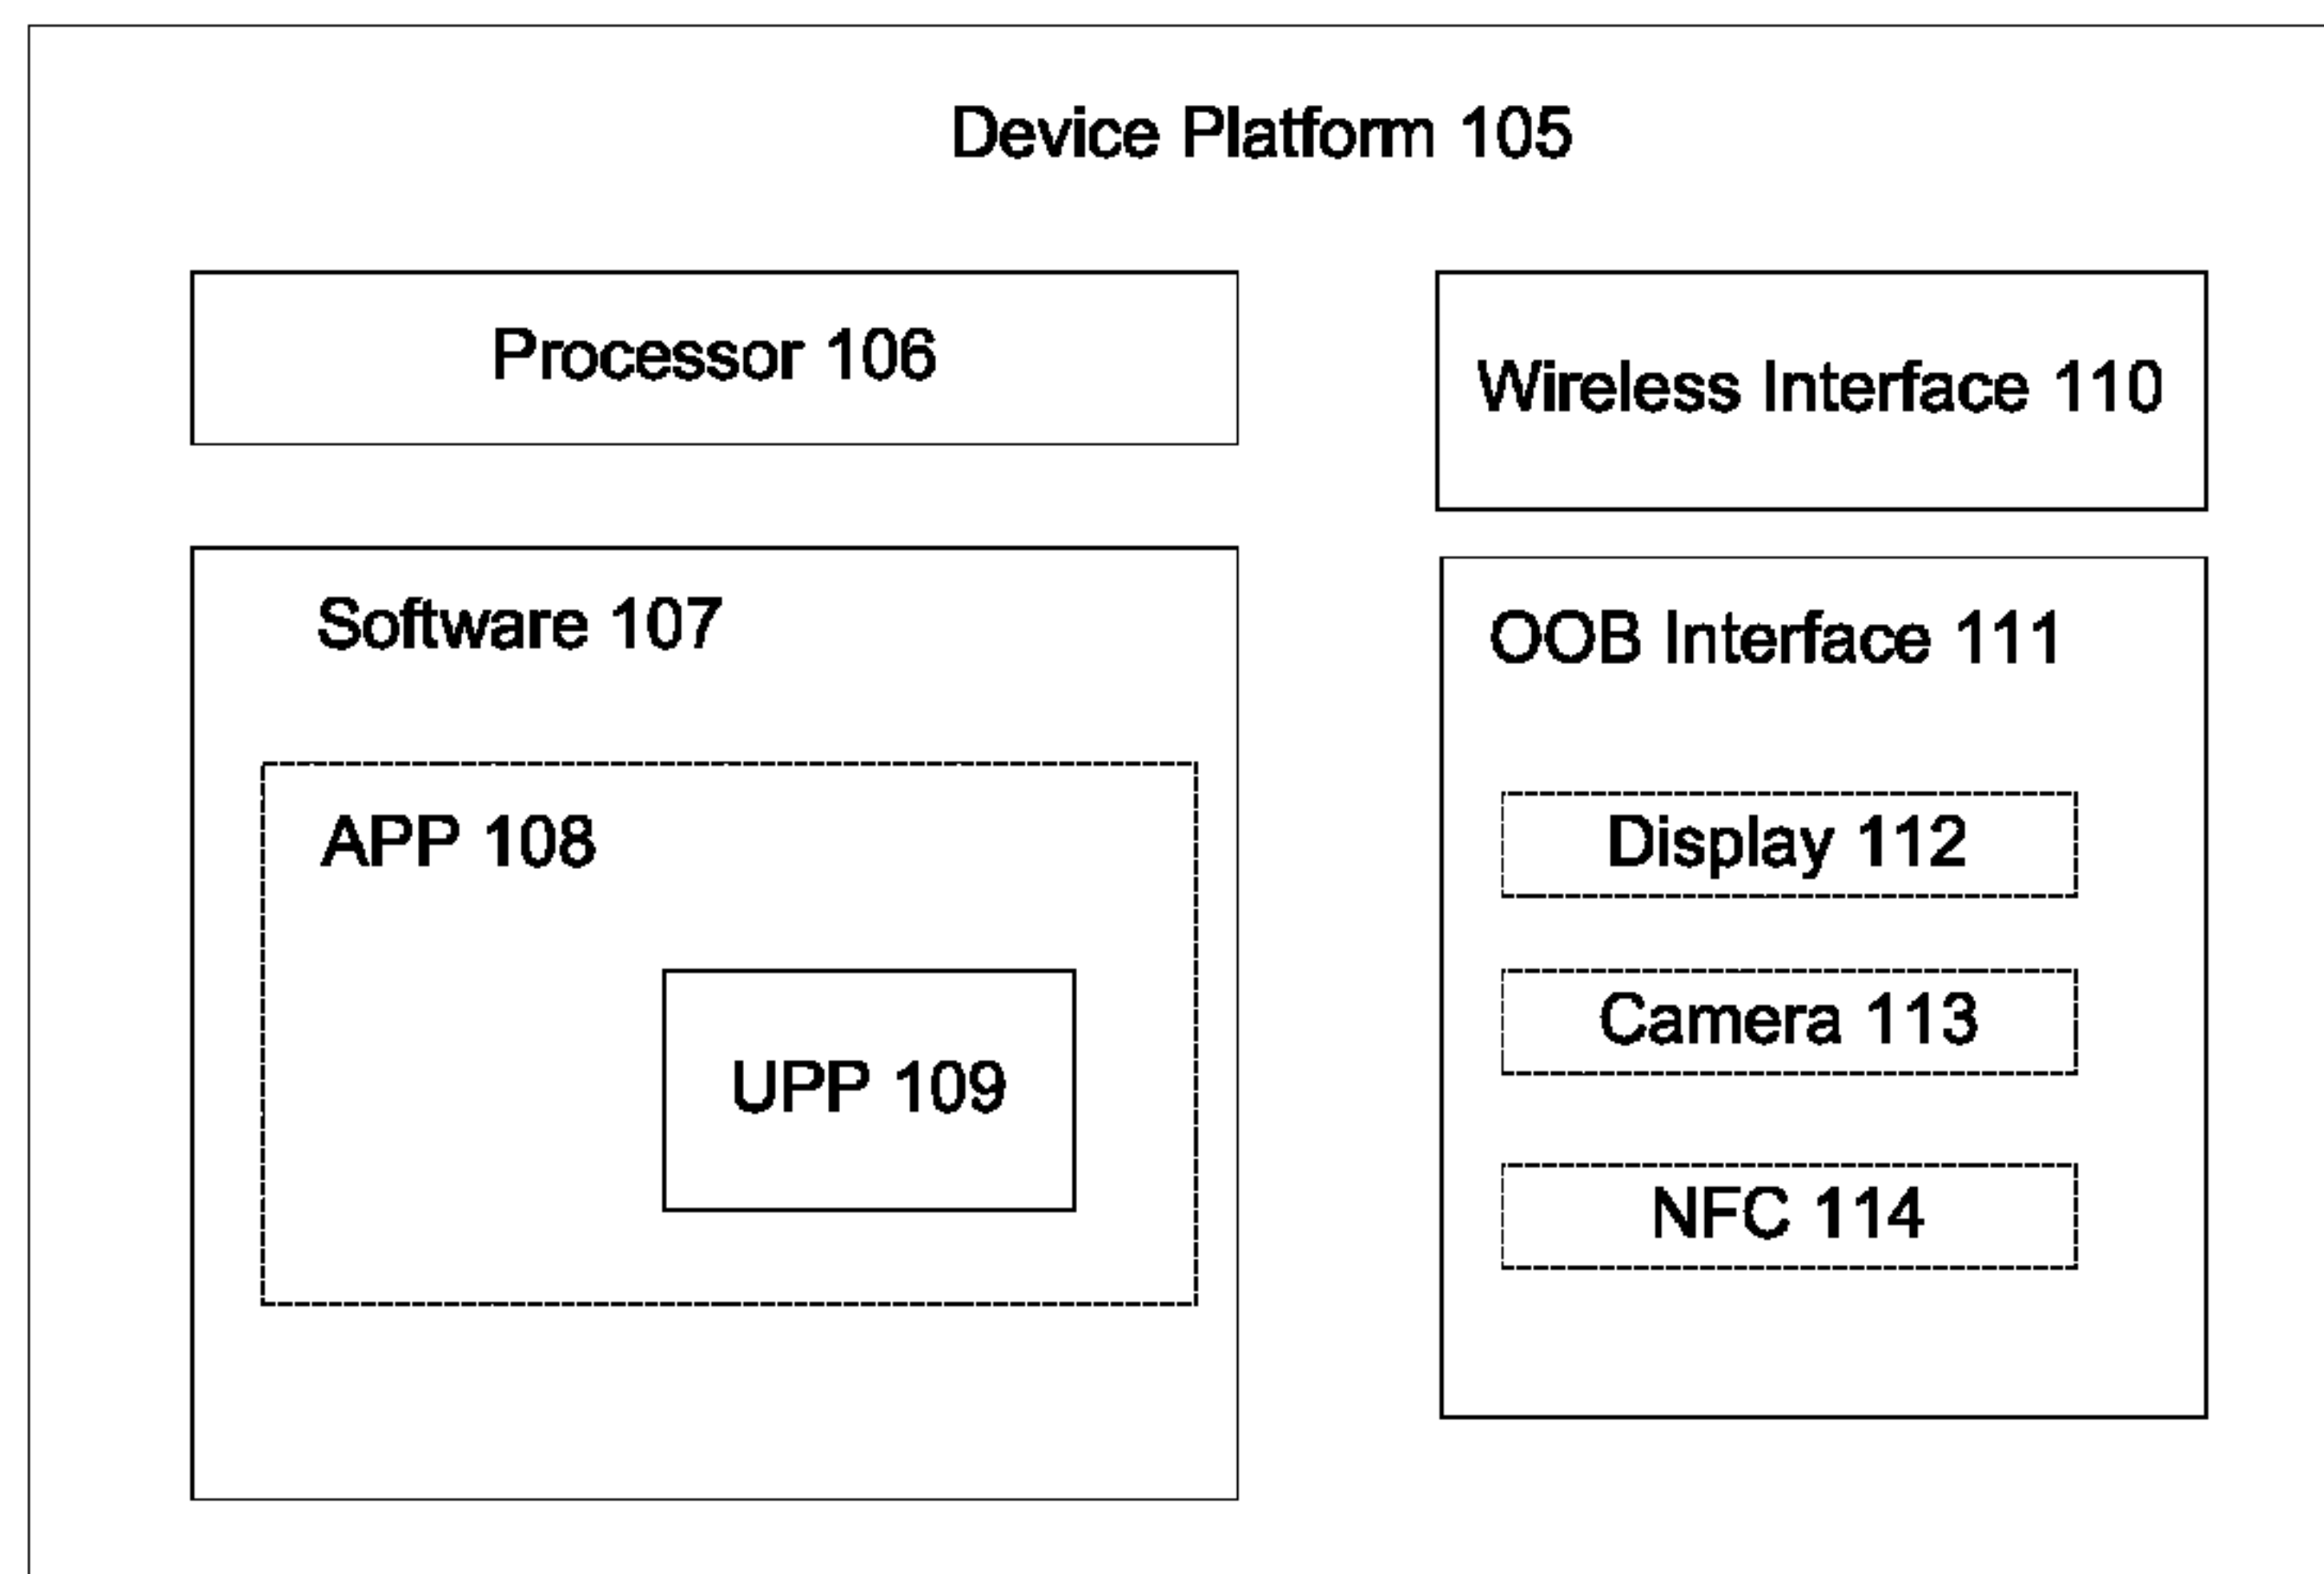 Device Platform 105
Processor 106
Wireless Interface 110
Software 107
APP 108
UPP 109
OOB Interface 111
Display 112
Camera 113
NFC 114